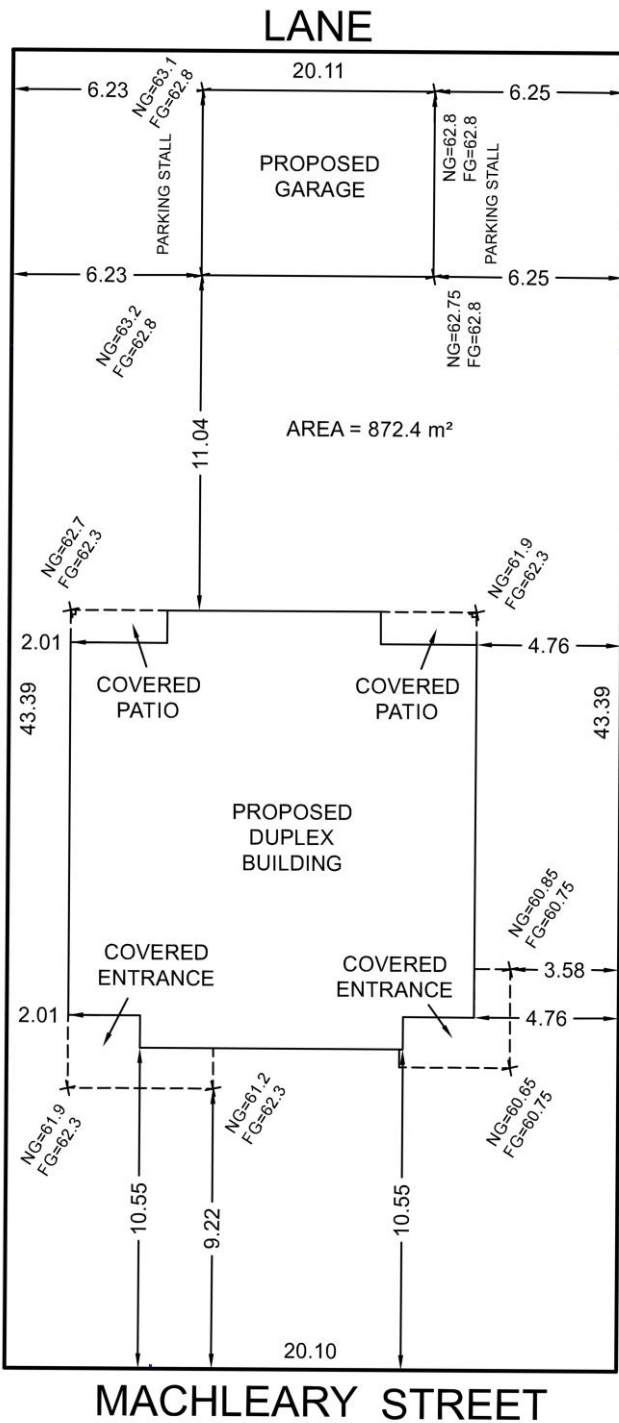 LANE
20.11
6.23
NG=63.1
FG=62.8
6.25
PARKING STALL
PROPOSED
GARAGE
NG=62.8
FG=62.8
PARKING STALL
6.23
6.25
NG=63.2
FG=62.8
NG=62.75
FG=62.8
11.04
AREA = 872.4 m²
NG=62.7
FG=62.3
NG=61.9
FG=62.3
2.01
4.76
COVERED
PATIO
COVERED
PATIO
43.39
43.39
PROPOSED
DUPLEX
BUILDING
NG=60.85
FG=60.75
COVERED
ENTRANCE
COVERED
ENTRANCE
3.58
2.01
4.76
NG=61.9
FG=62.3
NG=61.2
FG=62.3
NG=60.65
FG=60.75
10.55
9.22
10.55
20.10
MACHLEARY STREET